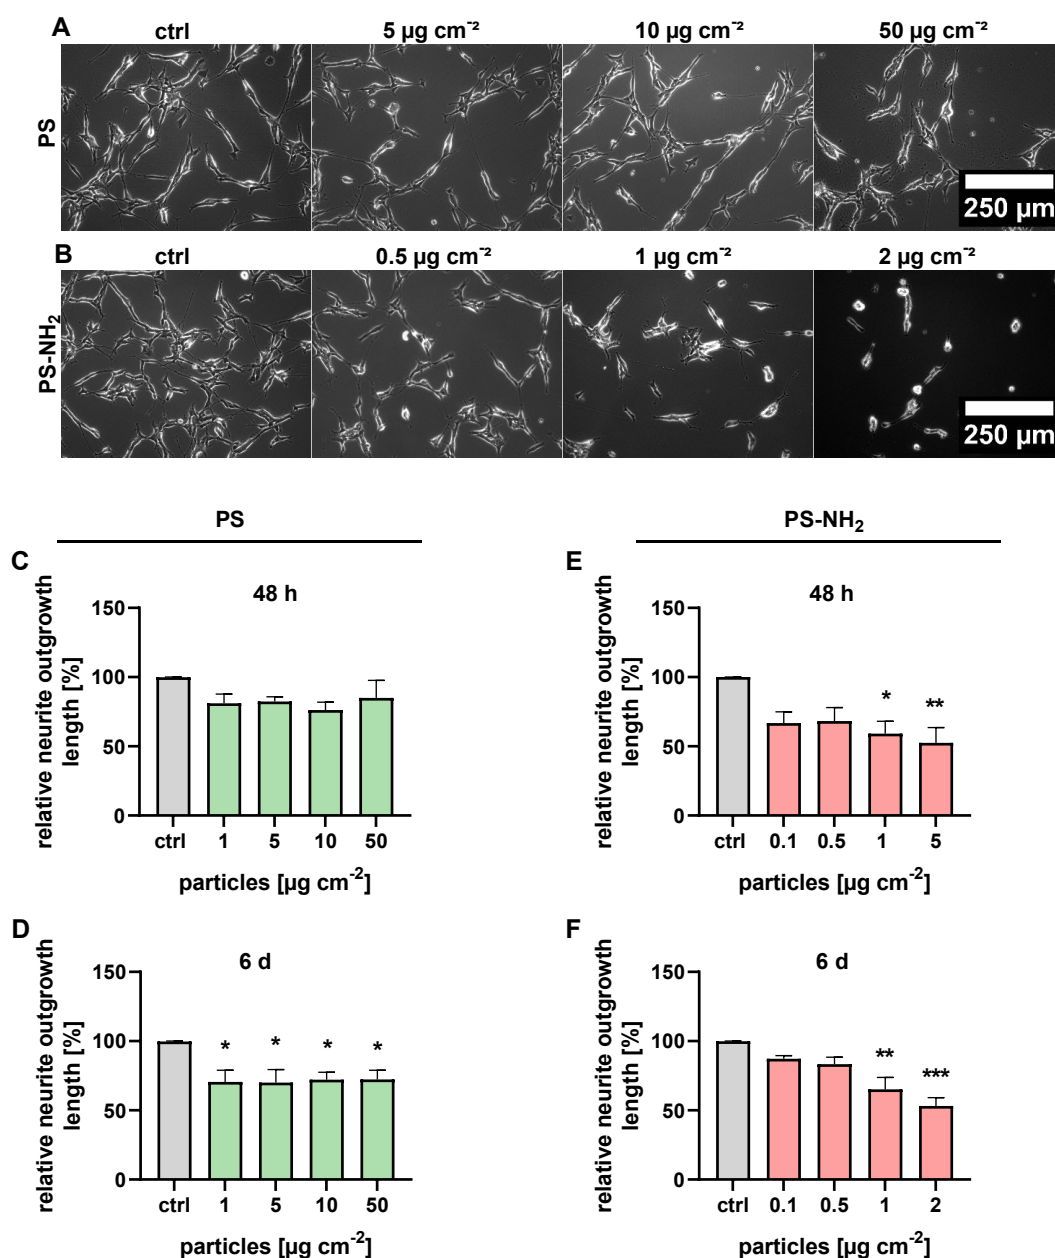 A
ctrl
5 µg cm⁻²
10 µg cm⁻²
50 µg cm⁻²
PS
250 µm
B
ctrl
0.5 µg cm⁻²
1 µg cm⁻²
2 µg cm⁻²
PS-NH₂
250 µm
PS
C
48 h
relative neurite outgrowth
length [%]
150
100
50
0
*ctrl 1 5 10 50
particles [µg cm⁻²]
D
6 d
relative neurite outgrowth
length [%]
150
100
50
0
* * * *
ctrl 1 5 10 50
particles [µg cm⁻²]
PS-NH₂
E
48 h
relative neurite outgrowth
length [%]
150
100
50
0
* **
ctrl 0.1 0.5 1 5
particles [µg cm⁻²]
F
6 d
relative neurite outgrowth
length [%]
150
100
50
0
** ***
ctrl 0.1 0.5 1 2
particles [µg cm⁻²]